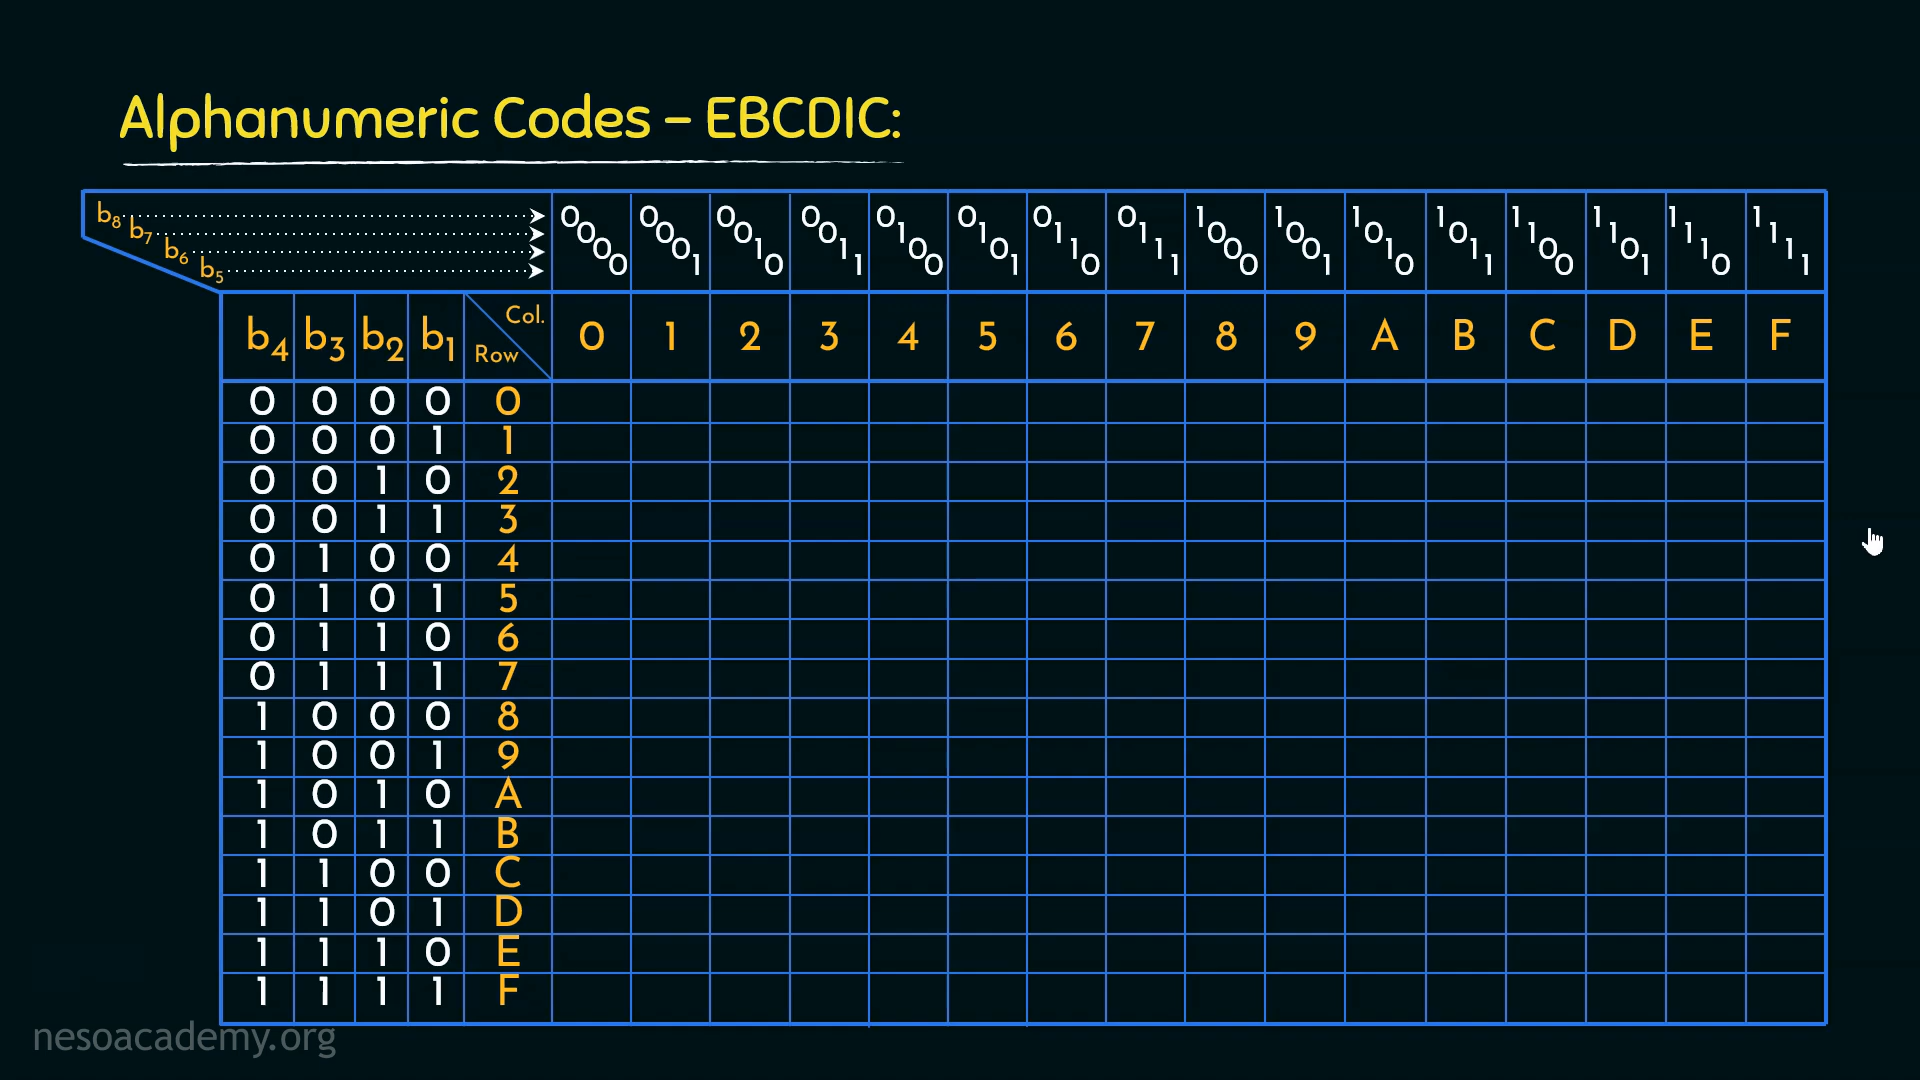 Alphanumeric Codes – EBCDIC:
b8 b7 b6 b5 0000 0001 0010 0011 0100 0101 0110 0111 1000 1001 1010 1011 1100 1101 1110 1111
b4 b3 b2 b1 Row Col. 0 1 2 3 4 5 6 7 8 9 A B C D E F
0 0 0 0 0
0 0 0 1 1
0 0 1 0 2
0 0 1 1 3
0 1 0 0 4
0 1 0 1 5
0 1 1 0 6
0 1 1 1 7
1 0 0 0 8
1 0 0 1 9
1 0 1 0 A
1 0 1 1 B
1 1 0 0 C
1 1 0 1 D
1 1 1 0 E
1 1 1 1 F
nesoacademy.org